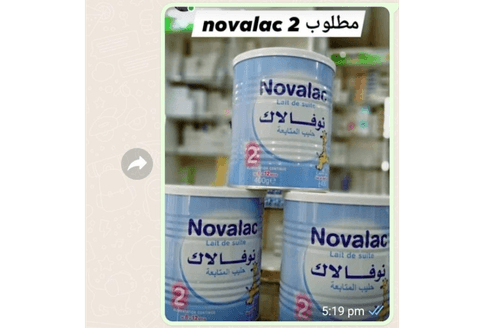 مطلوب novalac 2
Novalac
Lait de suite
نوفالاك
حليب المتابعة
2
400g
Novalac
Lait de suite
نوفالاك
حليب المتابعة
2
Novalac
Lait de suite
نوفالاك
حليب المتابعة
2
5:19 pm